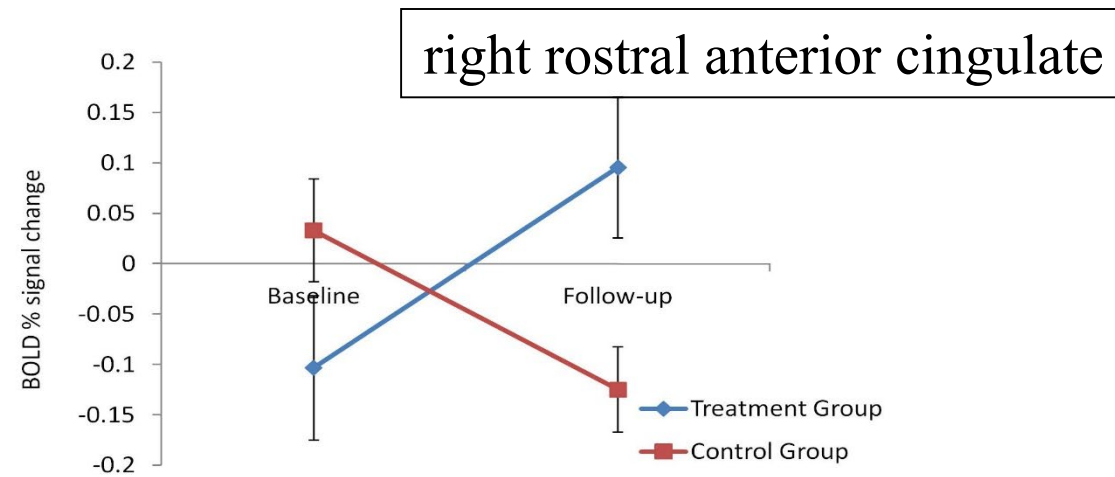 right rostral anterior cingulate
0.2
0.15
0.1
0.05
0
-0.05
-0.1
-0.15
-0.2
BOLD % signal change
Baseline
Follow-up
Treatment Group
Control Group